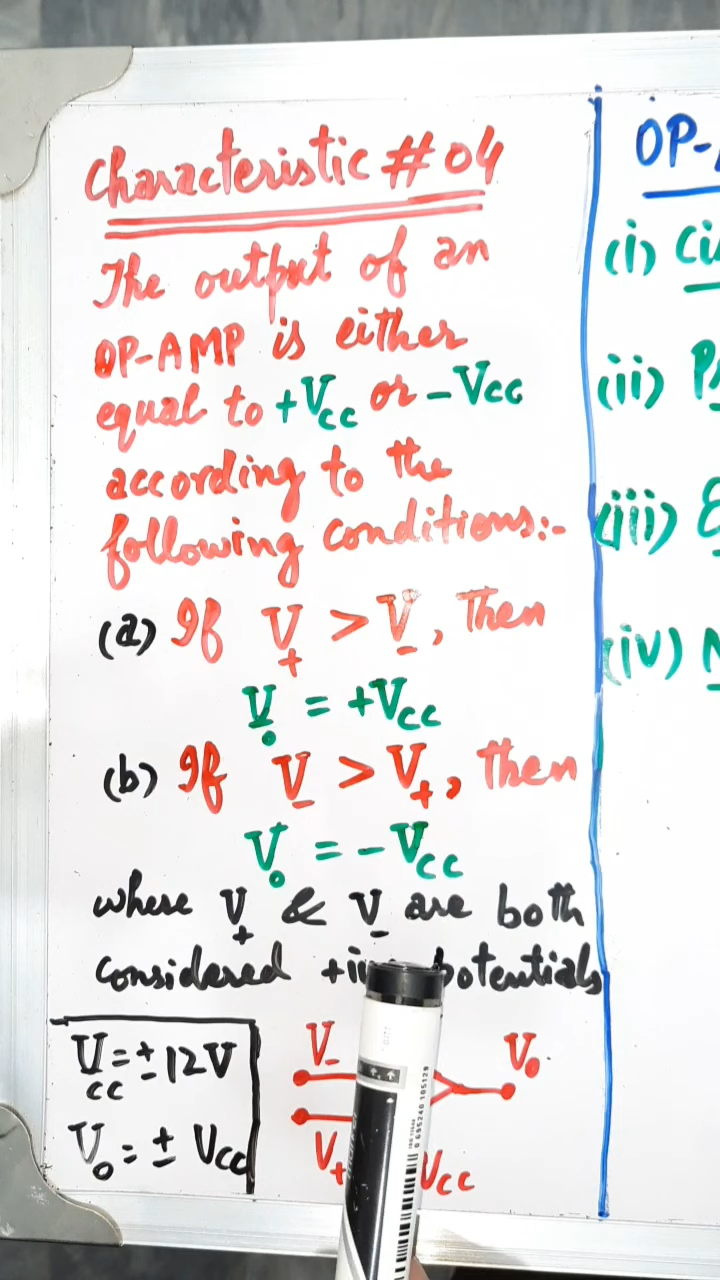 Characteristic # 04
The output of an
OP-AMP is either
equal to +Vcc or -Vcc
according to the
following conditions:-
(a) If V+ > V-, Then
Vo = +Vcc
(b) If V- > V+, Then
Vo = -Vcc
where V+ & V- are both
considered potentials
Vcc = ± 12V
Vo = ± Vcc
V-
Vo
V+
Vcc
OP-
(i)
(ii)
(iii)
(iv)